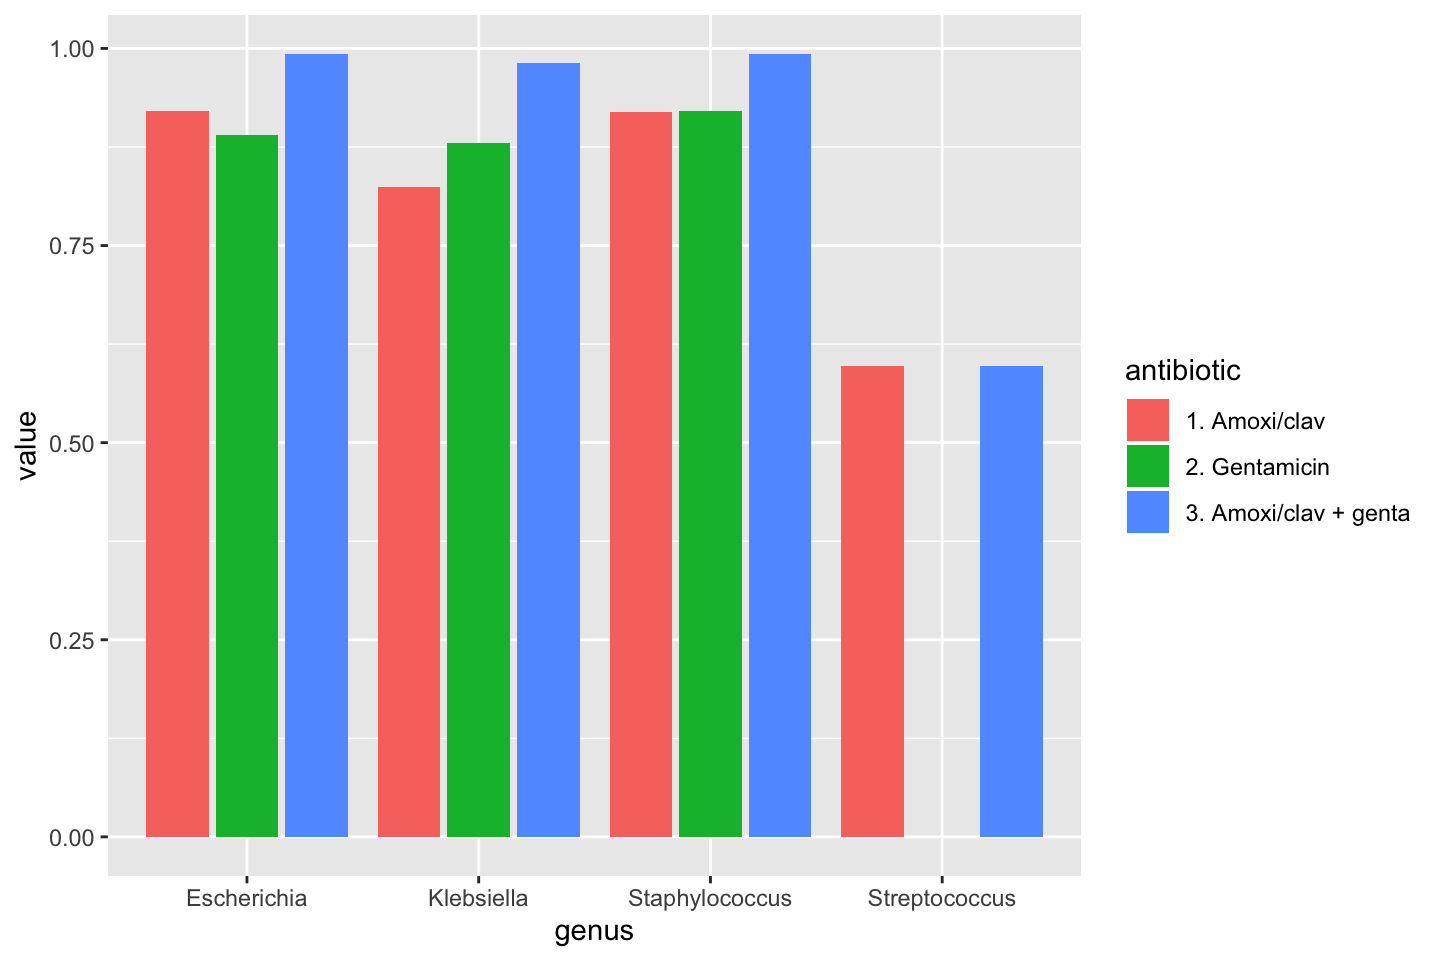 1.00
0.75
0.50
0.25
0.00
value
Escherichia
Klebsiella
Staphylococcus
Streptococcus
genus
antibiotic
1. Amoxi/clav
2. Gentamicin
3. Amoxi/clav + genta